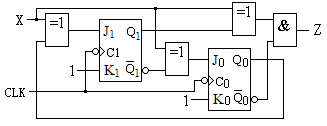 X =1 J1 Q1 =1 & Z
C1 =1 J0 Q0
1 K1 Q̅1 C0
CLK 1 K0 Q̅0